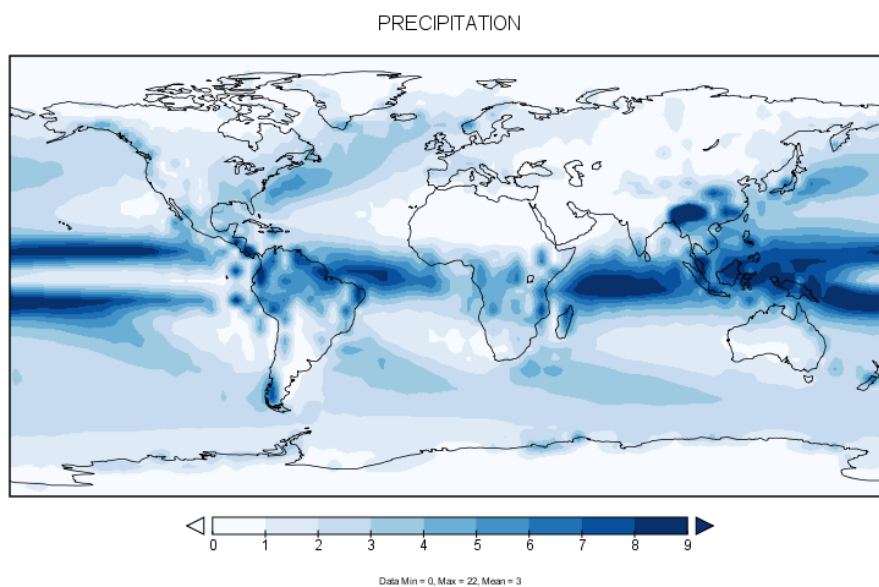 PRECIPITATION
0 1 2 3 4 5 6 7 8 9
Data Min = 0, Max = 22, Mean = 3